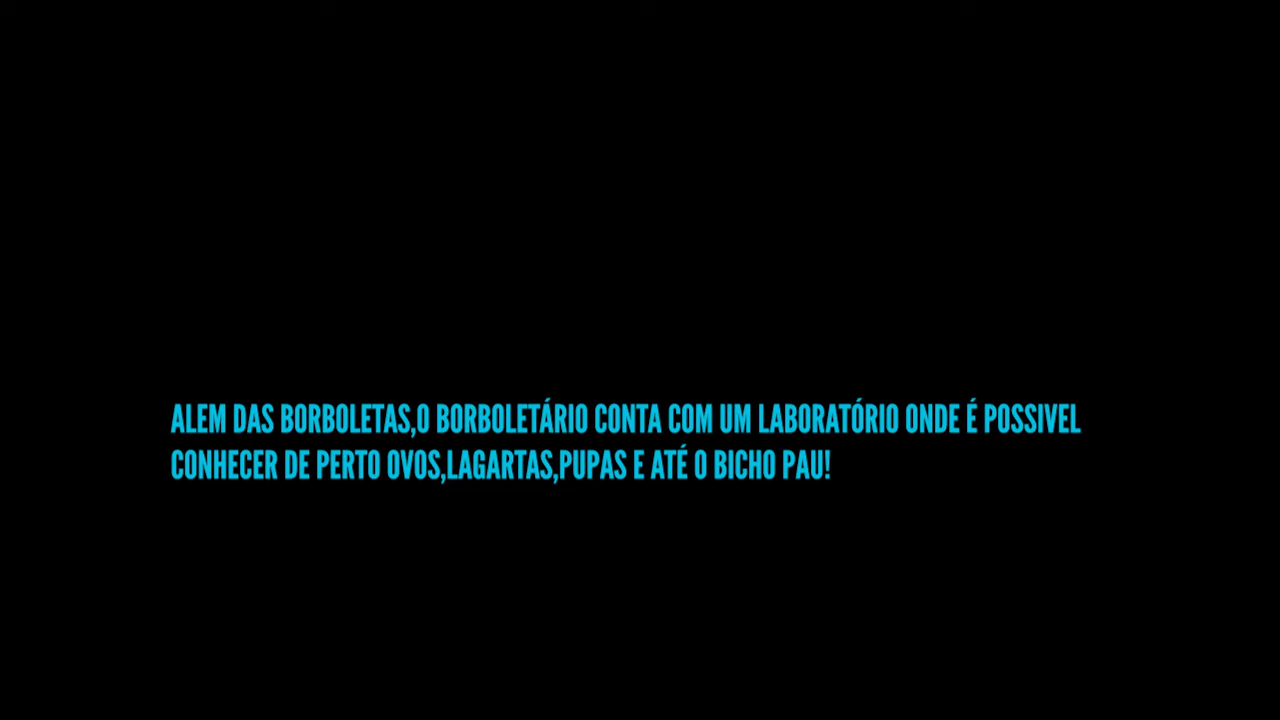 ALEM DAS BORBOLETAS,O BORBOLETÁRIO CONTA COM UM LABORATÓRIO ONDE É POSSIVEL
CONHECER DE PERTO OVOS,LAGARTAS,PUPAS E ATÉ O BICHO PAU!